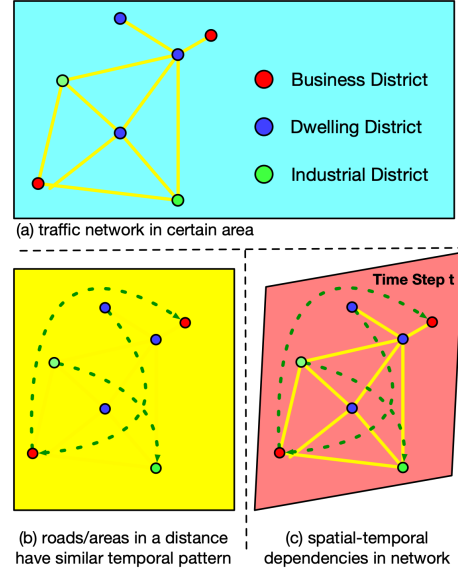 Business District
Dwelling District
Industrial District
(a) traffic network in certain area
Time Step t
(b) roads/areas in a distance
have similar temporal pattern
(c) spatial-temporal
dependencies in network